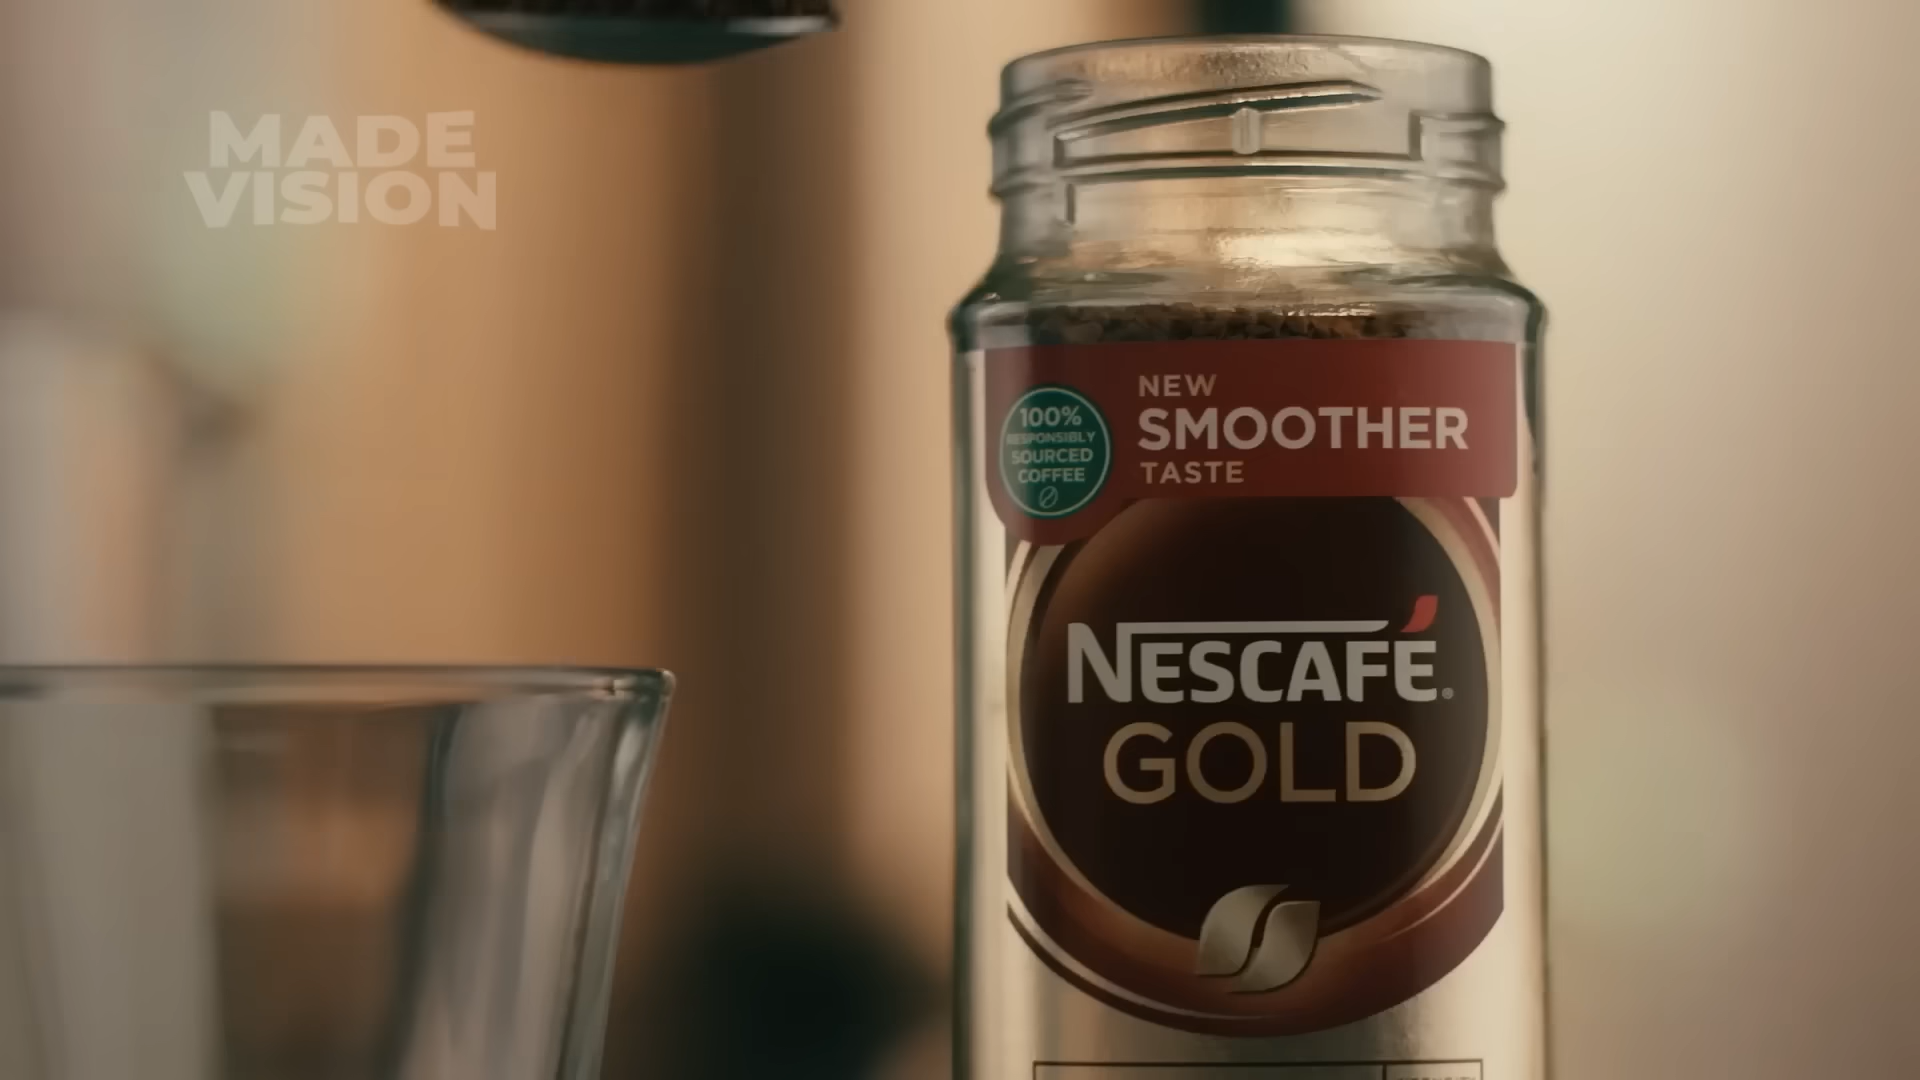 MADE
VISION
NEW
SMOOTHER
TASTE
100%
RESPONSIBLY
SOURCED
COFFEE
NESCAFÉ®
GOLD